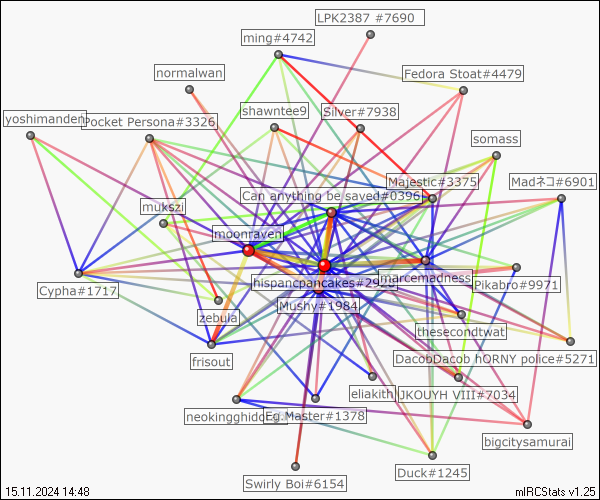 LPK2387 #7690
ming#4742
normalwan
Fedora Stoat#4479
shawntee9
Silver#7938
yoshimanden
Pocket Persona#3326
somass
Majestic#3375
Madネコ#6901
Can anything be saved#0396
mukszi
moonraven
hispancpancakes#29
marcemadness
Pikabro#9971
Cypha#1717
Mushy#1984
zebula
thesecondtwat
frisout
DacobDacob hORNY police#5271
eliakith
JKOUYH VIII#7034
neokingghid
Eg.Master#1378
bigcitysamurai
Swirly Boi#6154
Duck#1245
15.11.2024 14:48
mIRCStats v1.25